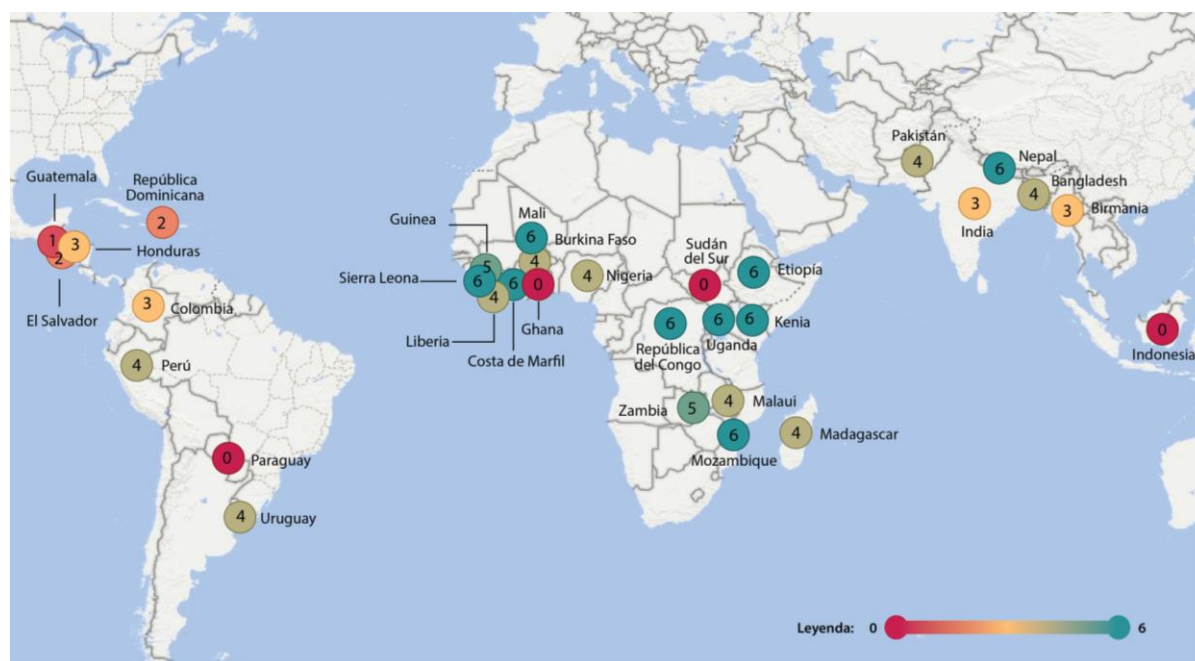 Guatemala
1
República
Dominicana
2
3
Honduras
2
El Salvador
3
Colombia
4
Perú
0
Paraguay
4
Uruguay
Guinea
5
Mali
6
Burkina Faso
4
Sierra Leona
6
4
Liberia
6
Costa de Marfil
0
Ghana
4
Nigeria
Sudán
del Sur
0
6
Etiopía
6
República
del Congo
6
Uganda
6
Kenia
Zambia
5
4
Malaui
6
Mozambique
4
Madagascar
Pakistán
4
6
Nepal
Bangladesh
4
3
India
3
Birmania
0
Indonesia
Leyenda: 0 6